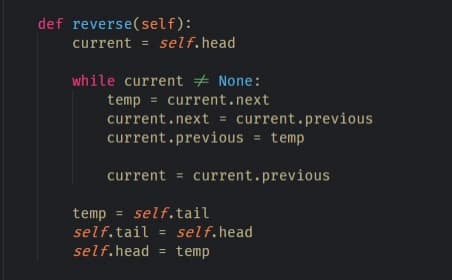 def reverse(self):
    current = self.head

    while current ≠ None:
        temp = current.next
        current.next = current.previous
        current.previous = temp

        current = current.previous

    temp = self.tail
    self.tail = self.head
    self.head = temp